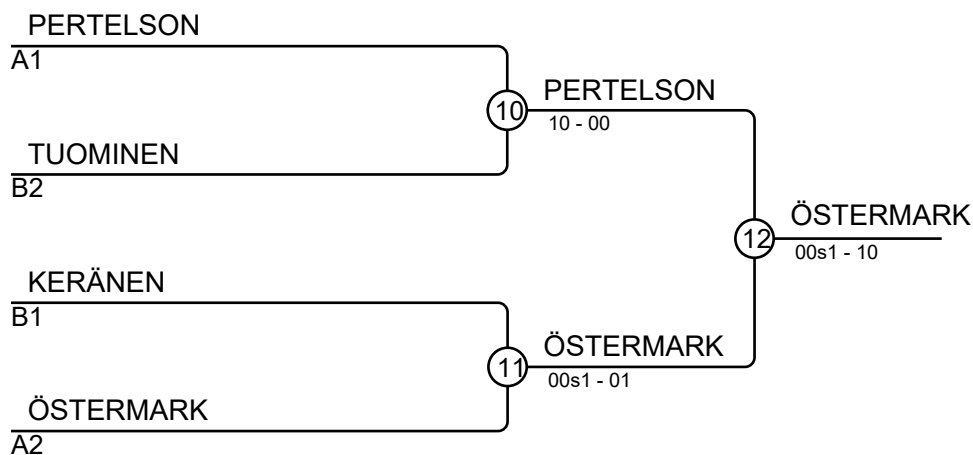 PERTELSON
A1
10
PERTELSON
10 - 00
TUOMINEN
B2
12
ÖSTERMARK
00s1 - 10
KERÄNEN
B1
11
ÖSTERMARK
00s1 - 01
ÖSTERMARK
A2